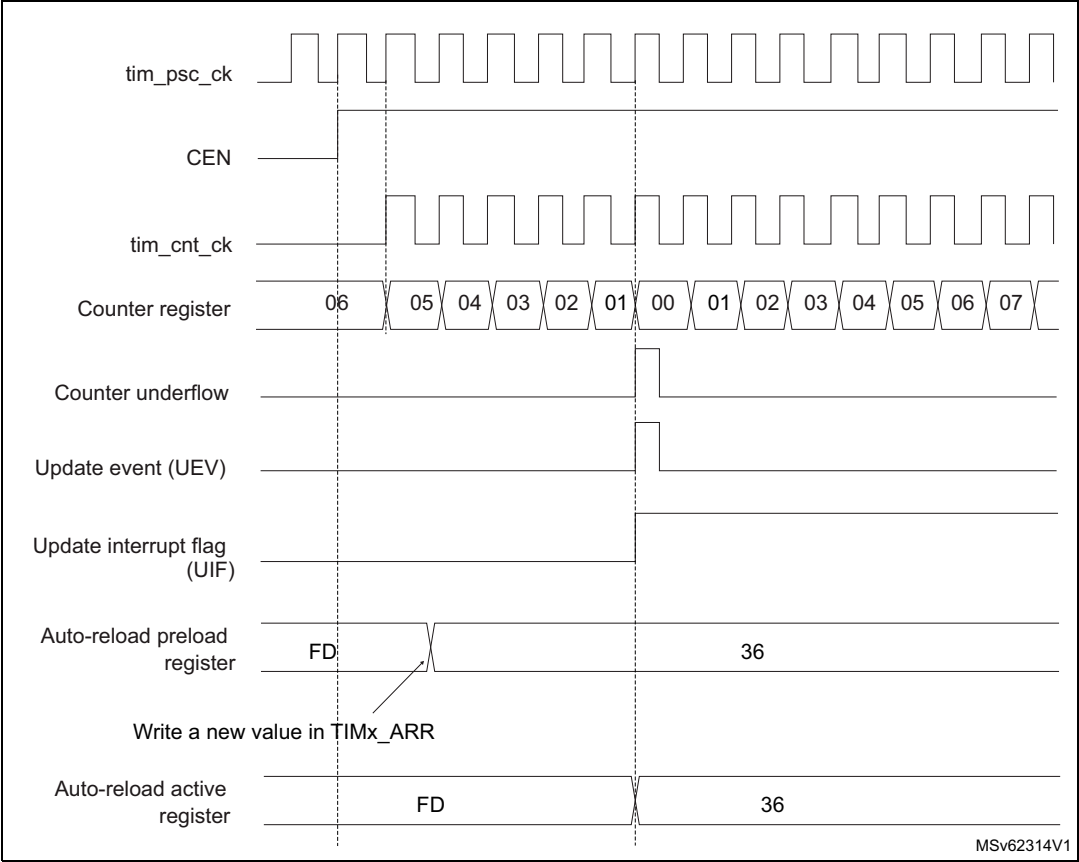 tim_psc_ck
CEN
tim_cnt_ck
Counter register 06 05 04 03 02 01 00 01 02 03 04 05 06 07
Counter underflow
Update event (UEV)
Update interrupt flag
(UIF)
Auto-reload preload
register
FD 36
Write a new value in TIMx_ARR
Auto-reload active
register
FD 36
MSv62314V1